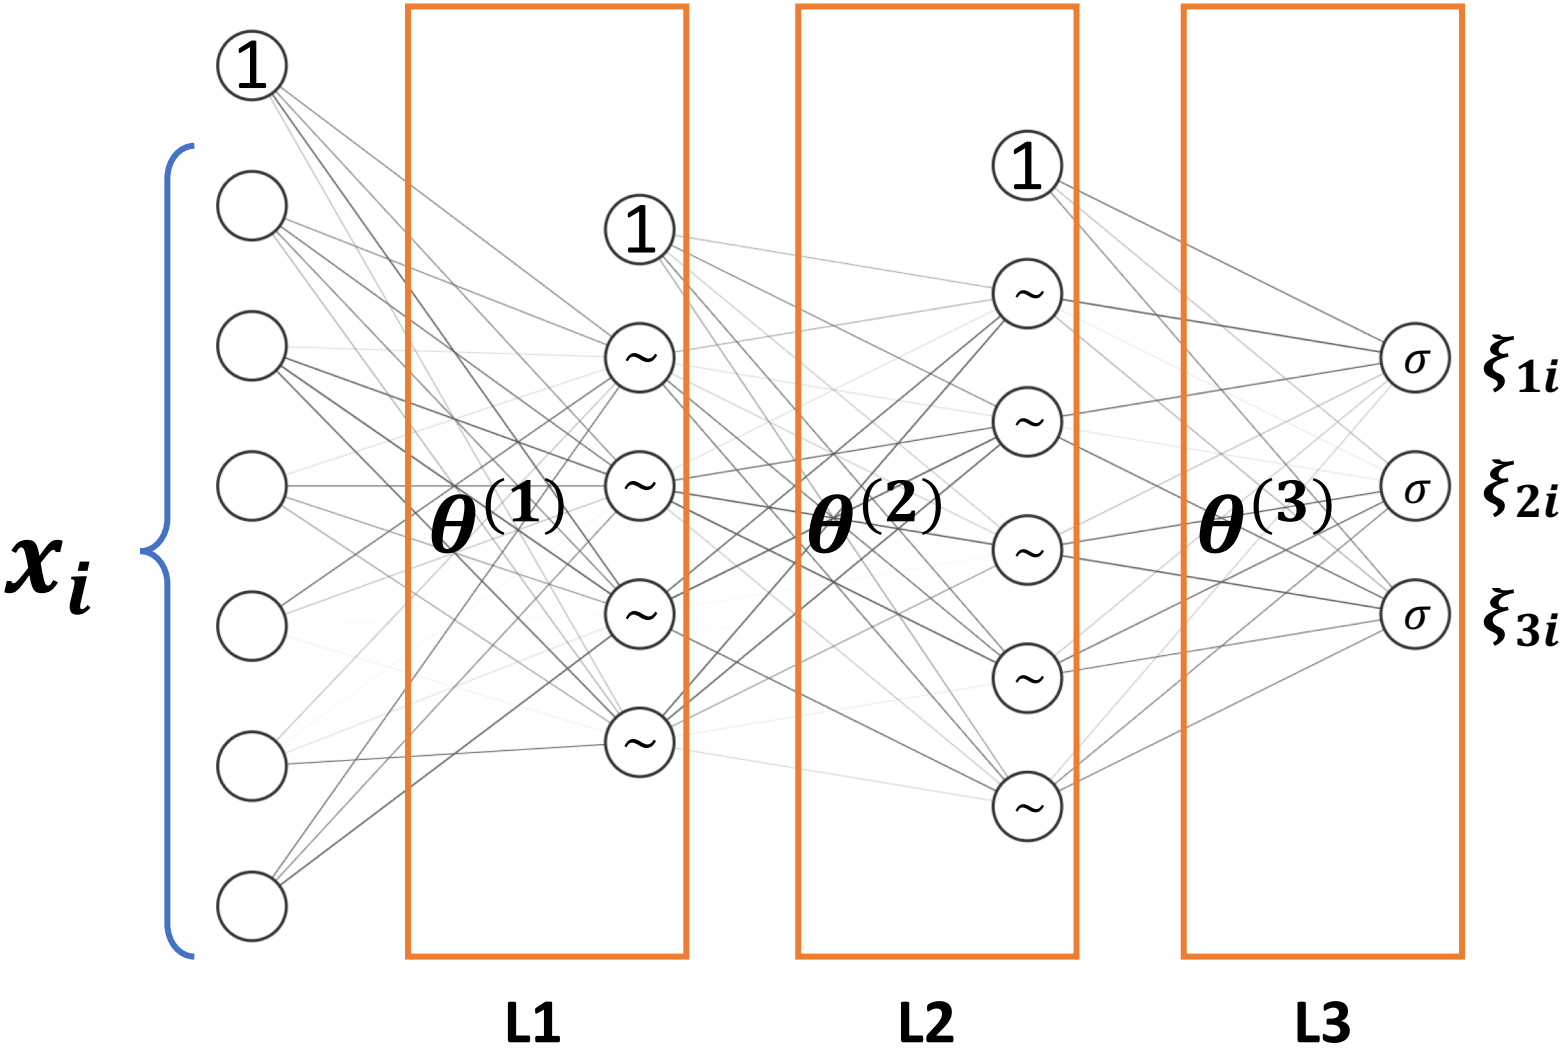 1
1
1
~
~
~
σ
~
~
σ
~
~
σ
~
~
x_i
θ^(1)
θ^(2)
θ^(3)
ξ_1i
ξ_2i
ξ_3i
L1
L2
L3